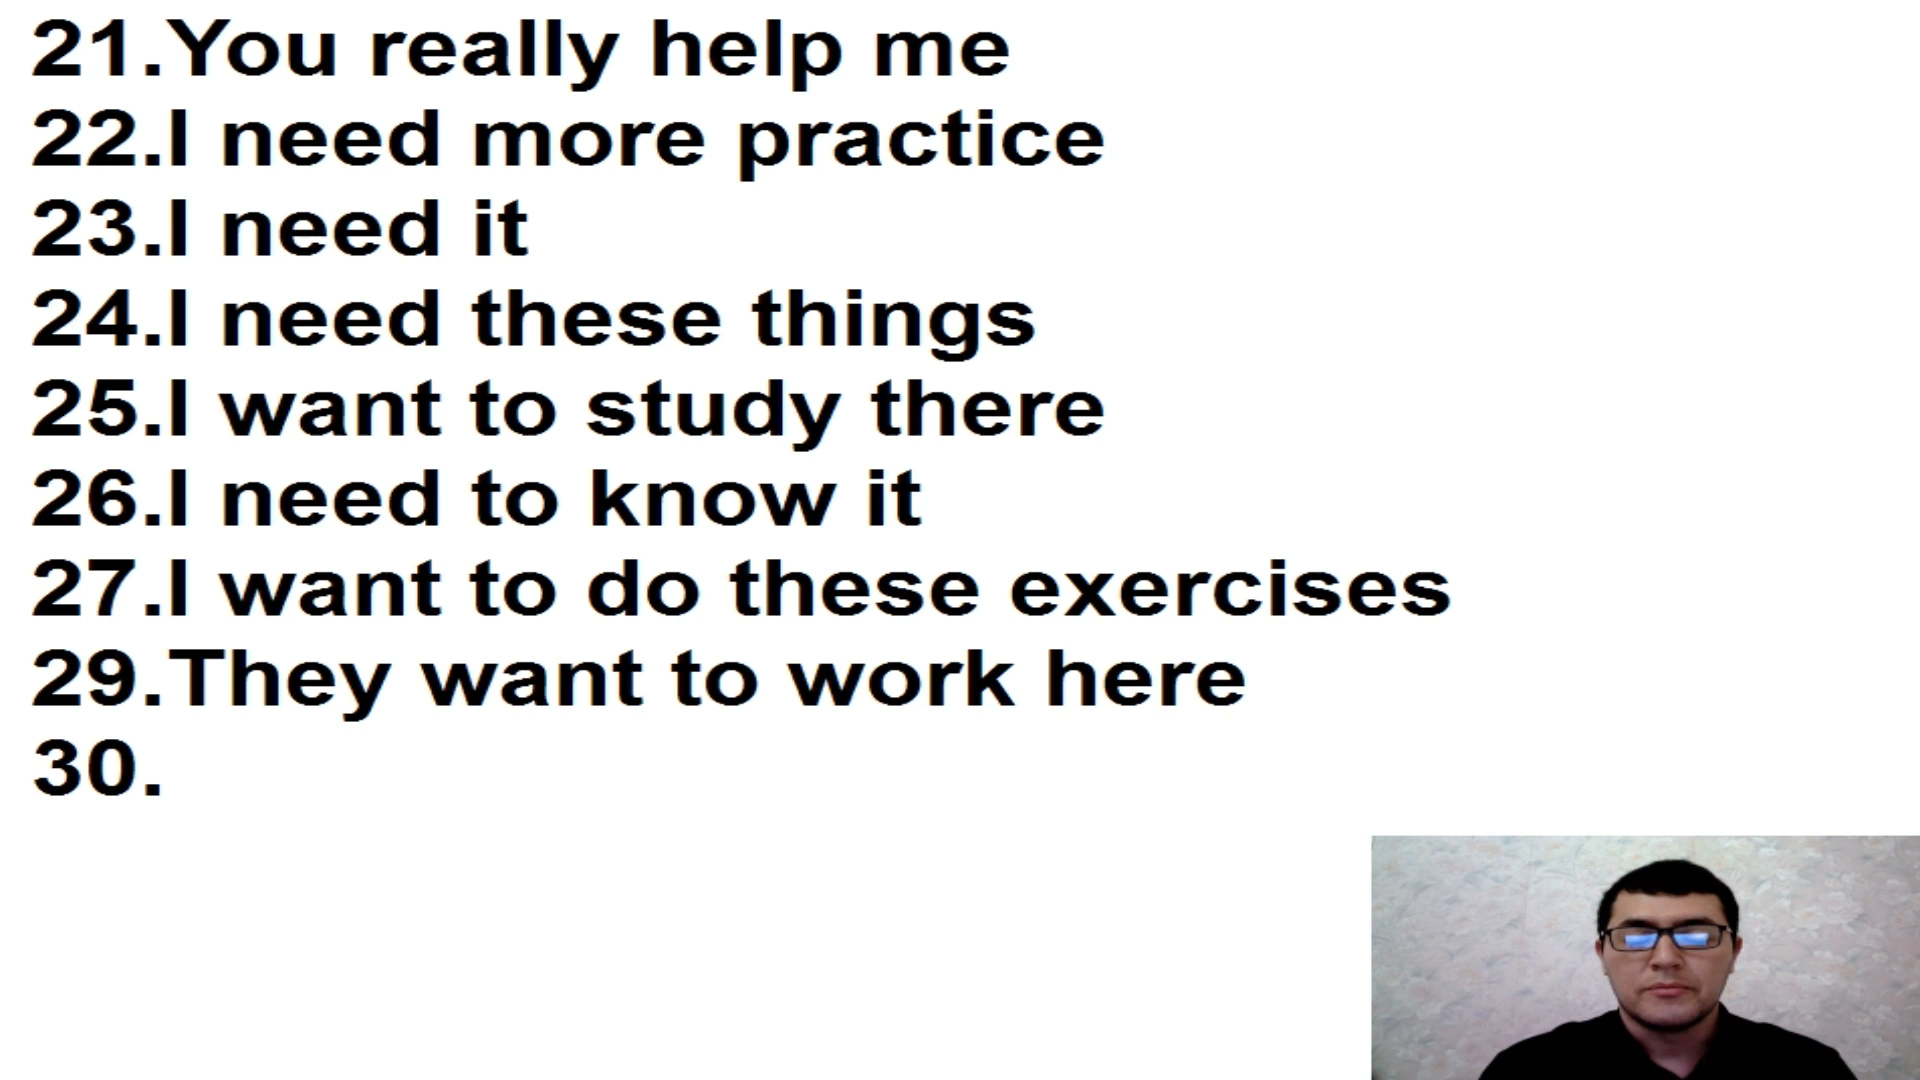 21.You really help me
22.I need more practice
23.I need it
24.I need these things
25.I want to study there
26.I need to know it
27.I want to do these exercises
29.They want to work here
30.